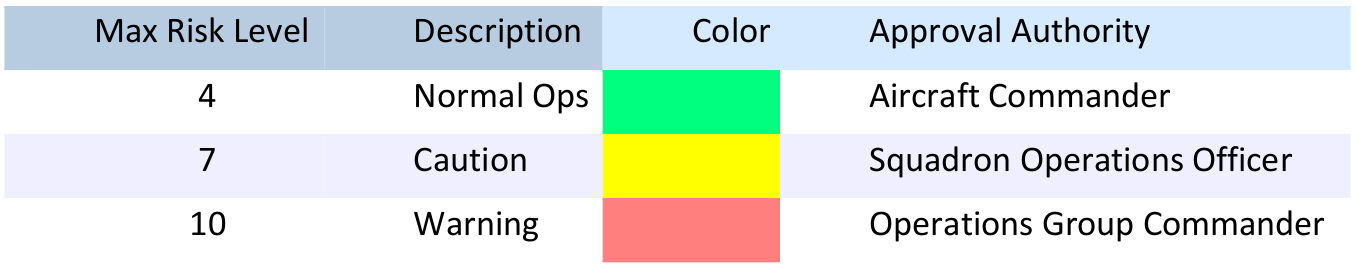 Max Risk Level Description Color Approval Authority
4 Normal Ops Aircraft Commander
7 Caution Squadron Operations Officer
10 Warning Operations Group Commander